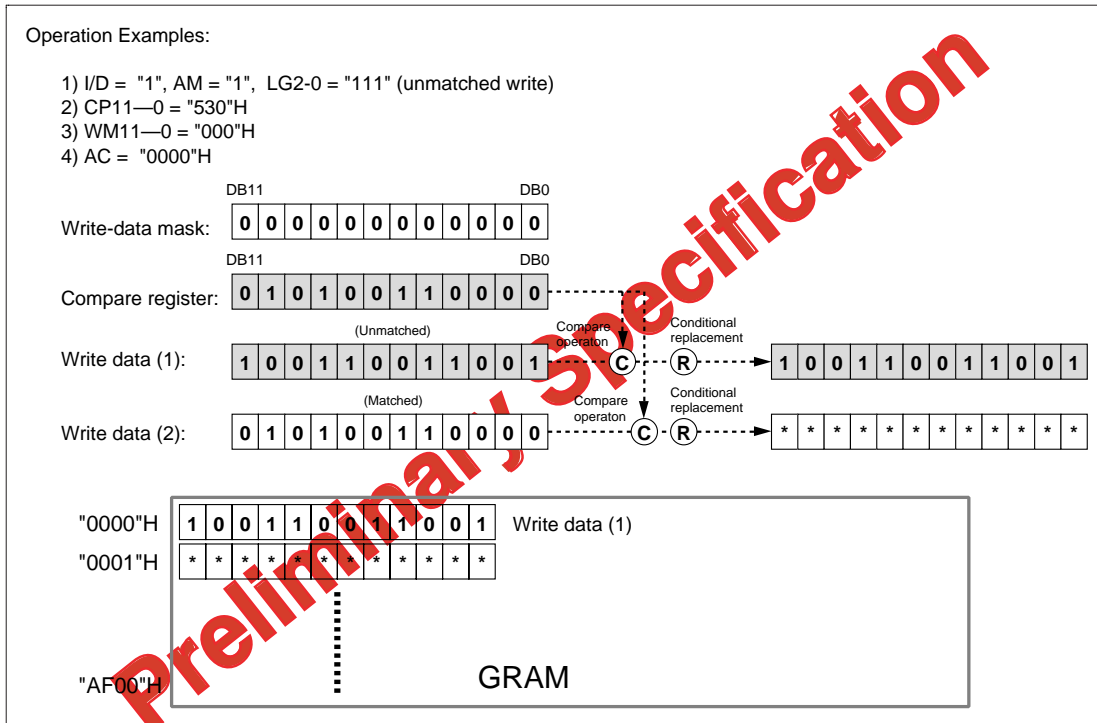 Operation Examples:
1) I/D = "1", AM = "1", LG2-0 = "111" (unmatched write)
2) CP11—0 = "530"H
3) WM11—0 = "000"H
4) AC = "0000"H
DB11 DB0
Write-data mask: 0 0 0 0 0 0 0 0 0 0 0 0
DB11 DB0
Compare register: 0 1 0 1 0 0 1 1 0 0 0 0
(Unmatched) Compare operaton Conditional replacement
Write data (1): 1 0 0 1 1 0 0 1 1 0 0 1 C R 1 0 0 1 1 0 0 1 1 0 0 1
(Matched) Compare operaton Conditional replacement
Write data (2): 0 1 0 1 0 0 1 1 0 0 0 0 C R * * * * * * * * * * * *
"0000"H 1 0 0 1 1 0 0 1 1 0 0 1 Write data (1)
"0001"H * * * * * * * * * * * *
"AF00"H GRAM
Preliminary Specification